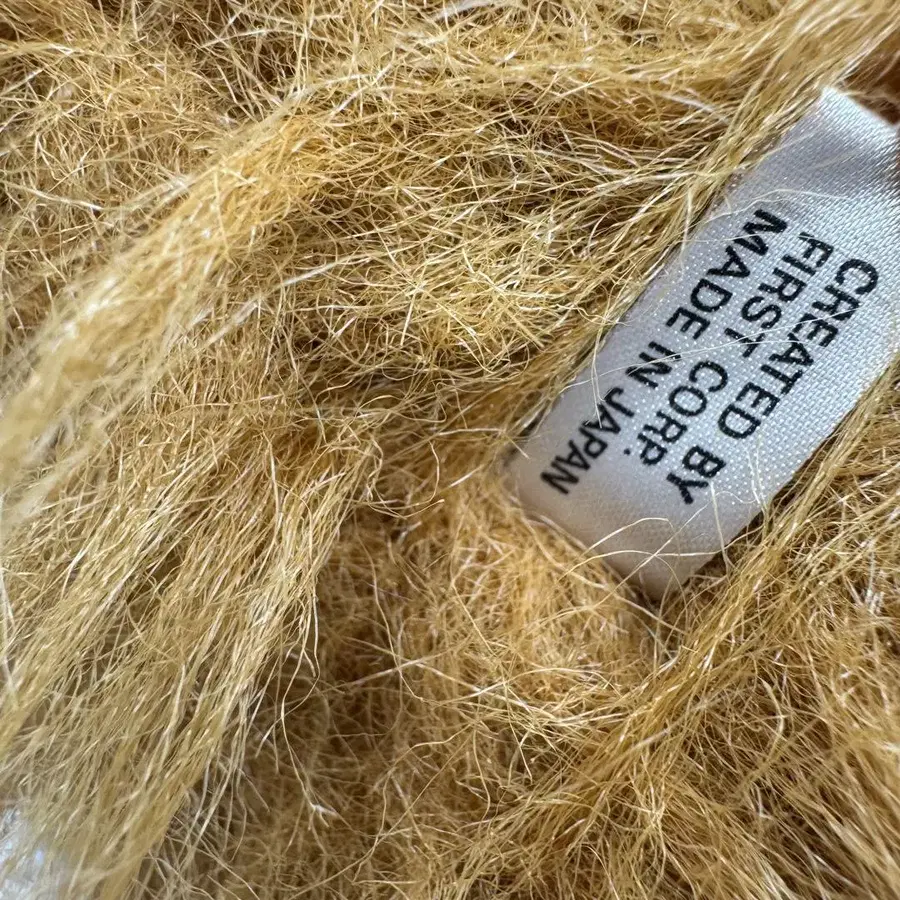 CREATED BY
FIRST CORP.
MADE IN JAPAN